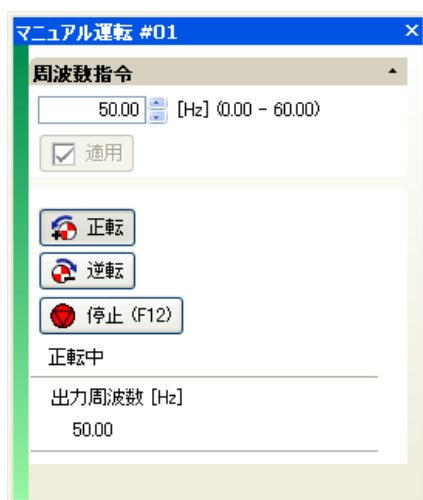 マニュアル運転 #01
周波数指令
50.00 [Hz] (0.00 - 60.00)
適用
正転
逆転
停止 (F12)
正転中
出力周波数 [Hz]
50.00